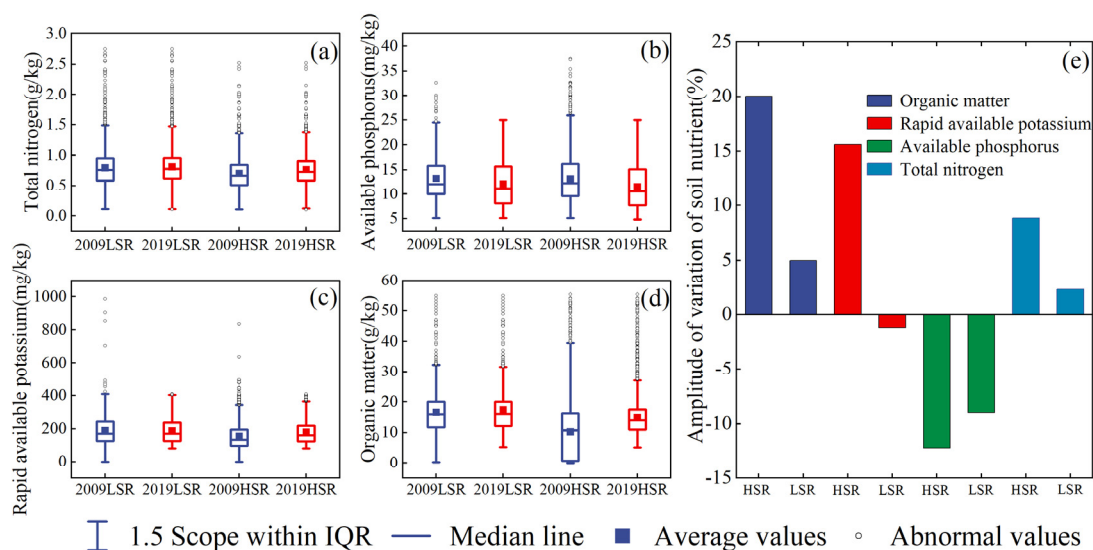 (a)
Total nitrogen(g/kg)
3.0
2.5
2.0
1.5
1.0
0.5
0.0
2009LSR 2019LSR 2009HSR 2019HSR
(b)
Available phosphorus(mg/kg)
40
35
30
25
20
15
10
5
2009LSR 2019LSR 2009HSR 2019HSR
(c)
Rapid available potassium(mg/kg)
1000
800
600
400
200
0
2009LSR 2019LSR 2009HSR 2019HSR
(d)
Organic matter(g/kg)
60
50
40
30
20
10
0
2009LSR 2019LSR 2009HSR 2019HSR
(e)
Amplitude of variation of soil nutrient(%)
25
20
15
10
5
0
-5
-10
-15
Organic matter
Rapid available potassium
Available phosphorus
Total nitrogen
HSR LSR HSR LSR HSR LSR HSR LSR
1.5 Scope within IQR Median line Average values Abnormal values